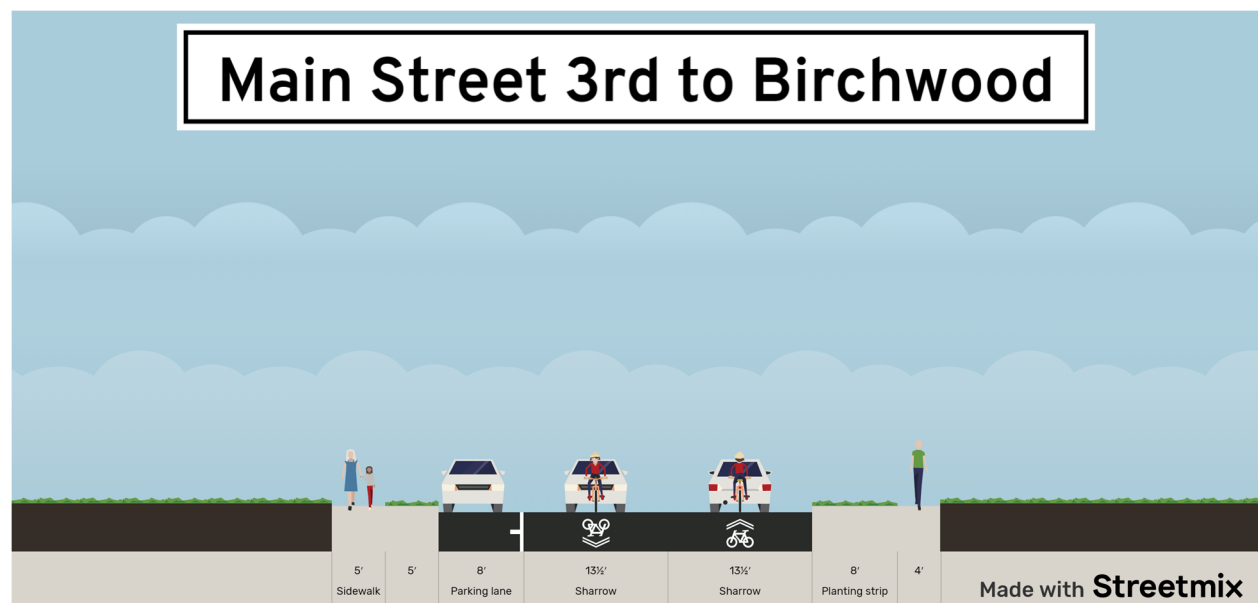 Main Street 3rd to Birchwood
5′ 5′ 8′ 13½′ 13½′ 8′ 4′
Sidewalk Parking lane Sharrow Sharrow Planting strip
Made with Streetmix